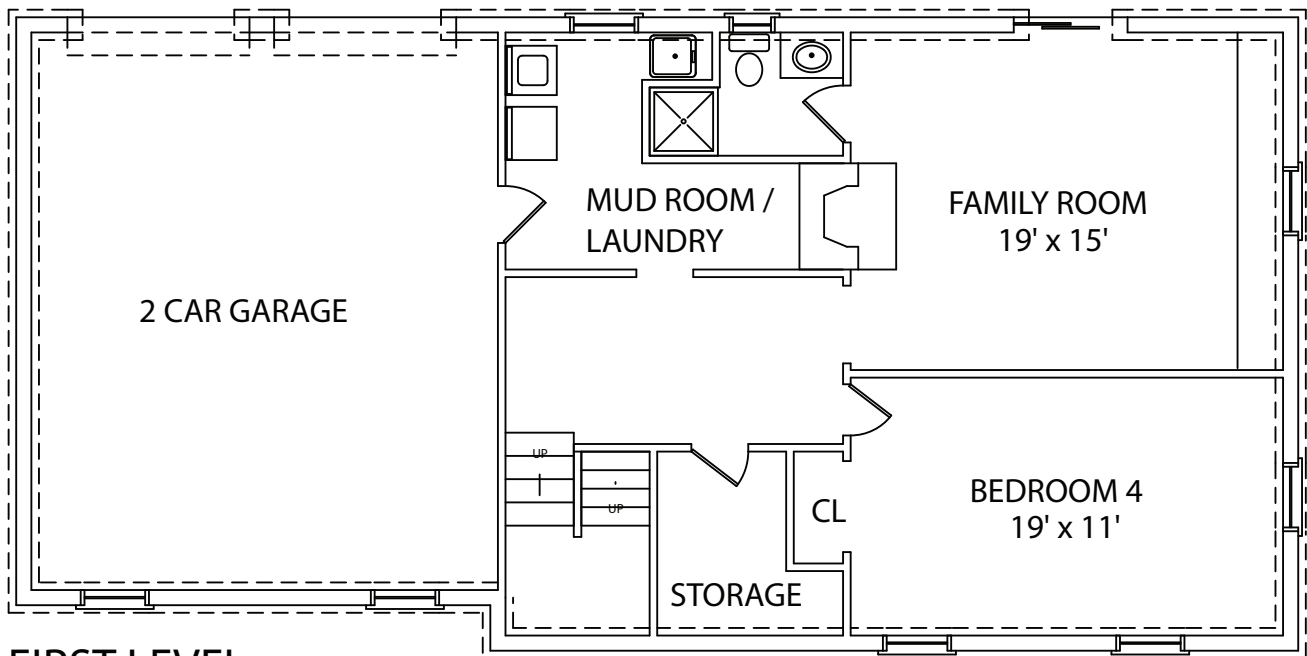 MUD ROOM /
LAUNDRY
FAMILY ROOM
19' x 15'
2 CAR GARAGE
UP
UP
CL
BEDROOM 4
19' x 11'
STORAGE
FIRST LEVEL